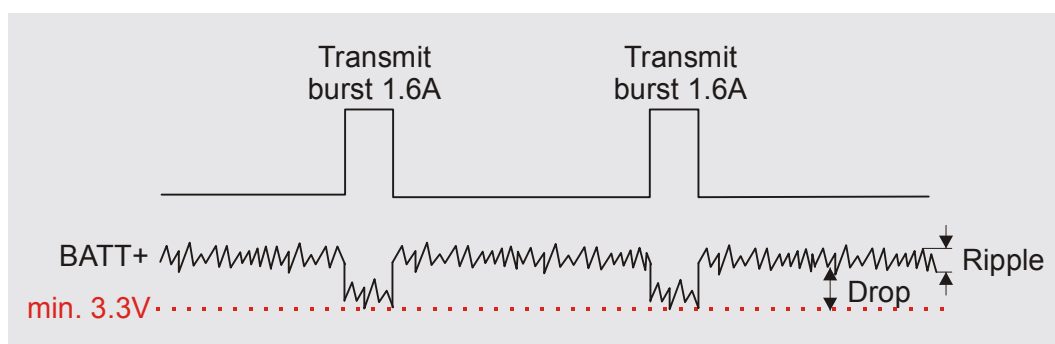 Transmit
burst 1.6A
Transmit
burst 1.6A
BATT+
Ripple
Drop
min. 3.3V